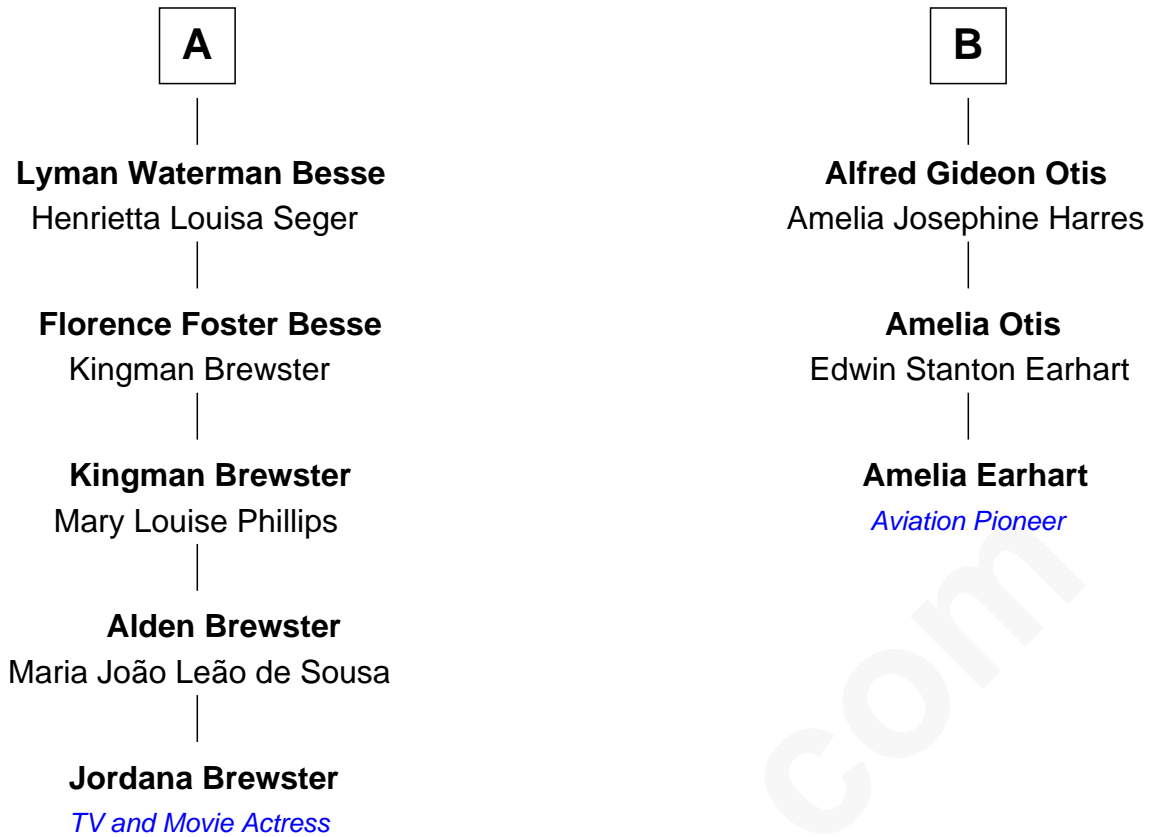 A
Lyman Waterman Besse
Henrietta Louisa Seger
Florence Foster Besse
Kingman Brewster
Kingman Brewster
Mary Louise Phillips
Alden Brewster
Maria João Leão de Sousa
Jordana Brewster
TV and Movie Actress
B
Alfred Gideon Otis
Amelia Josephine Harres
Amelia Otis
Edwin Stanton Earhart
Amelia Earhart
Aviation Pioneer
com